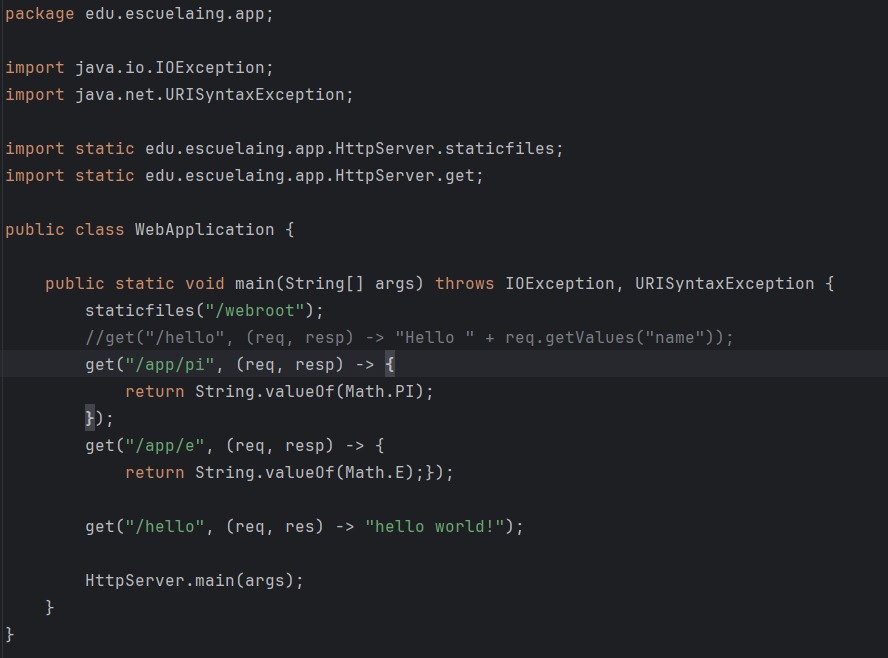 package edu.escuelaing.app;
import java.io.IOException;
import java.net.URISyntaxException;
import static edu.escuelaing.app.HttpServer.staticfiles;
import static edu.escuelaing.app.HttpServer.get;
public class WebApplication {
    public static void main(String[] args) throws IOException, URISyntaxException {
        staticfiles("/webroot");
        //get("/hello", (req, resp) -> "Hello " + req.getValues("name"));
        get("/app/pi", (req, resp) -> {
            return String.valueOf(Math.PI);
        });
        get("/app/e", (req, resp) -> {
            return String.valueOf(Math.E);});
        get("/hello", (req, res) -> "hello world!");
        HttpServer.main(args);
    }
}